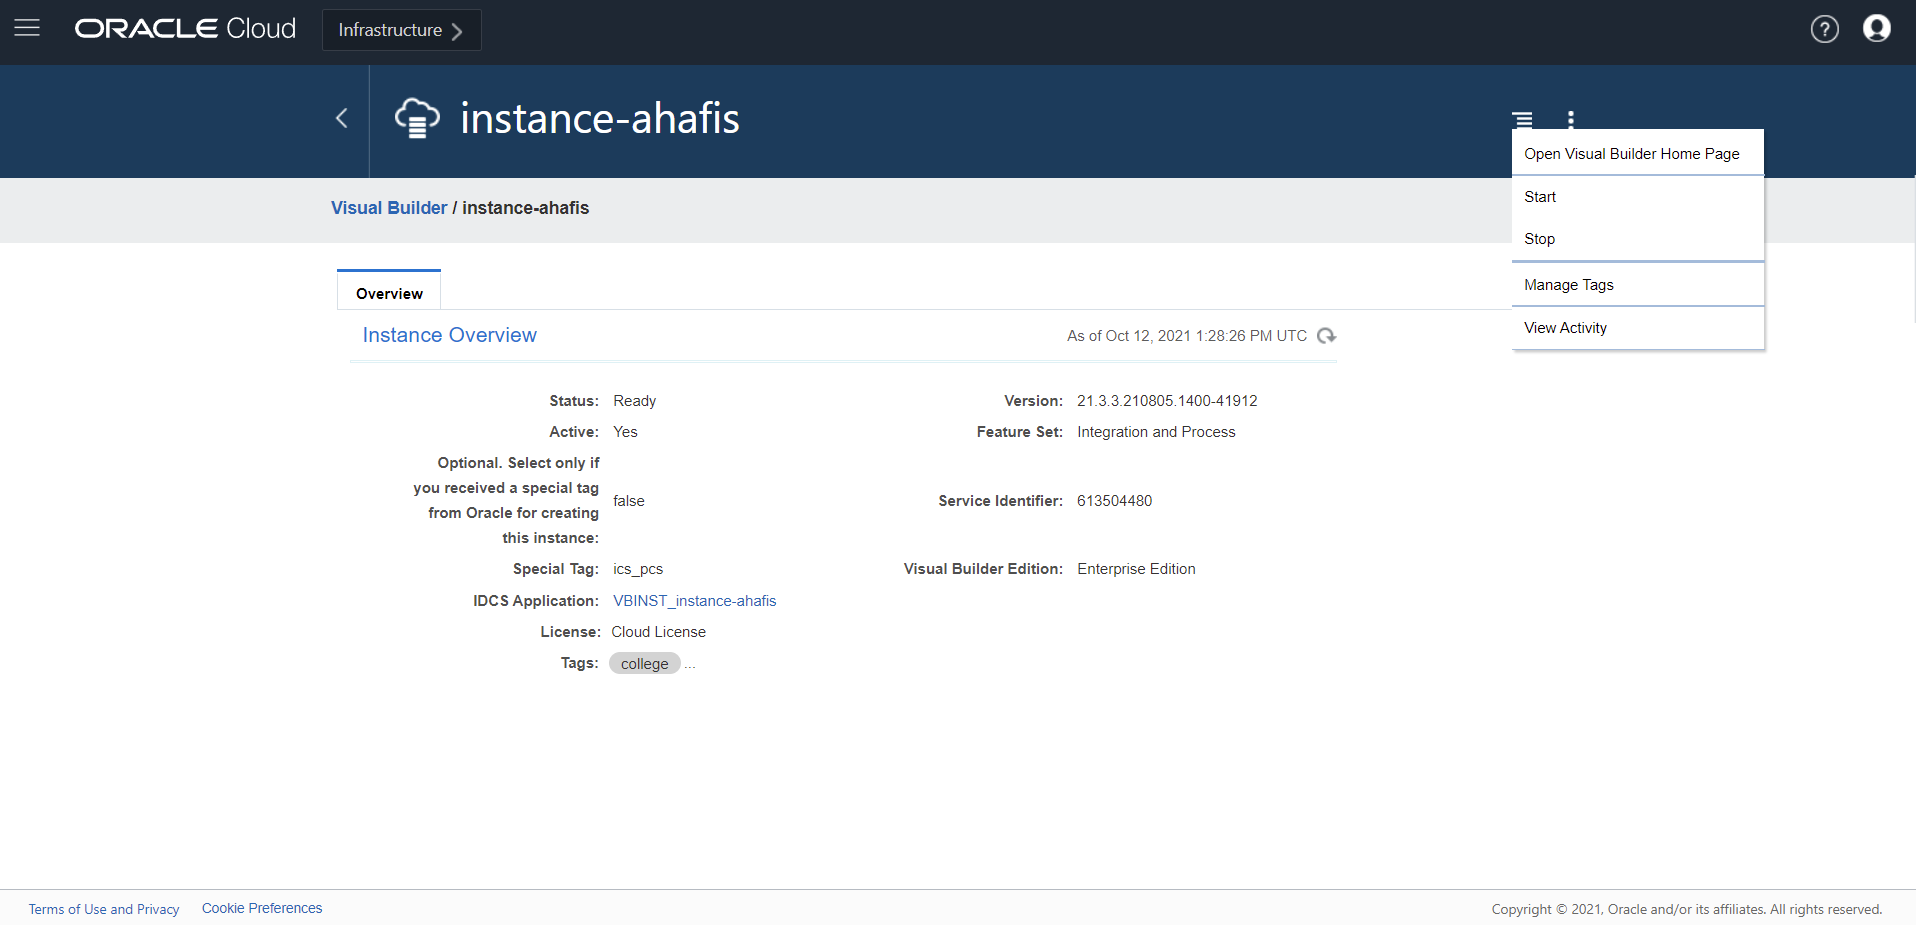 ORACLE Cloud
Infrastructure
?
instance-ahafis
Open Visual Builder Home Page
Start
Stop
Manage Tags
View Activity
Visual Builder / instance-ahafis
Overview
Instance Overview
As of Oct 12, 2021 1:28:26 PM UTC
Status: Ready
Version: 21.3.3.210805.1400-41912
Active: Yes
Feature Set: Integration and Process
Optional. Select only if
you received a special tag
from Oracle for creating
this instance:
false
Service Identifier: 613504480
Special Tag: ics_pcs
Visual Builder Edition: Enterprise Edition
IDCS Application: VBINST_instance-ahafis
License: Cloud License
Tags: college ...
Terms of Use and Privacy
Cookie Preferences
Copyright © 2021, Oracle and/or its affiliates. All rights reserved.